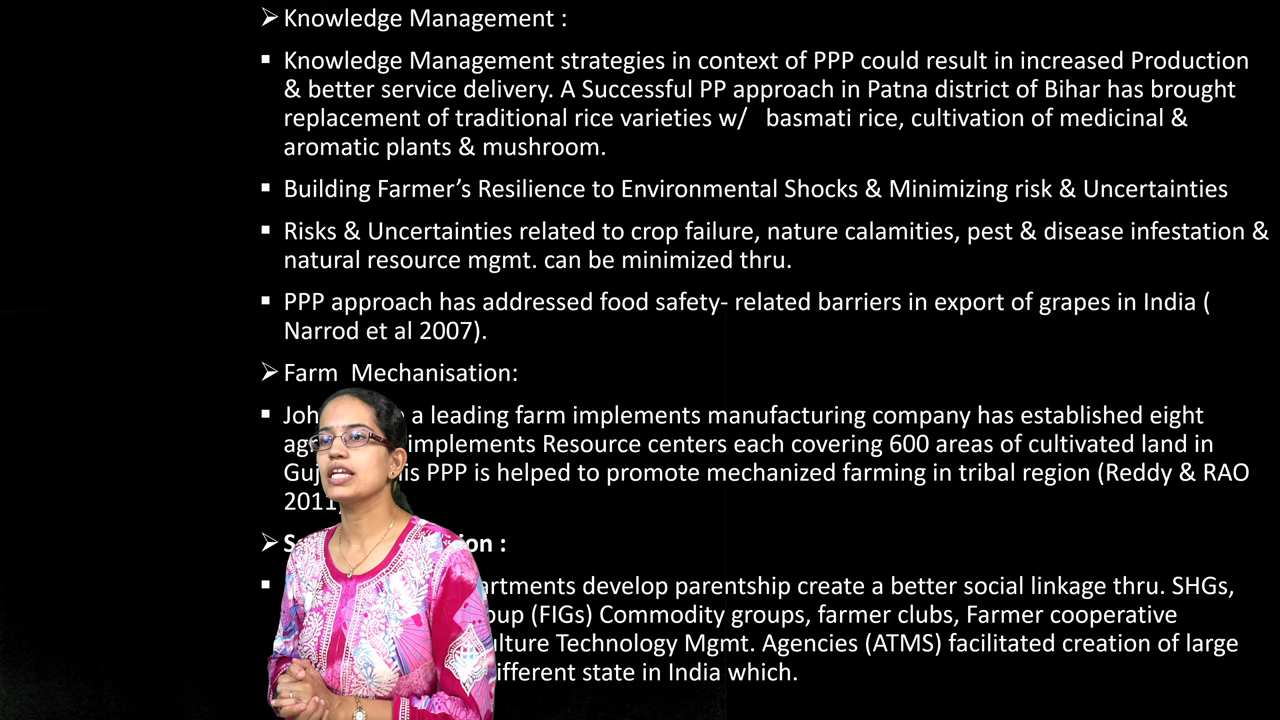 Knowledge Management :
Knowledge Management strategies in context of PPP could result in increased Production
& better service delivery. A Successful PP approach in Patna district of Bihar has brought
replacement of traditional rice varieties w/ basmati rice, cultivation of medicinal &
aromatic plants & mushroom.
Building Farmer’s Resilience to Environmental Shocks & Minimizing risk & Uncertainties
Risks & Uncertainties related to crop failure, nature calamities, pest & disease infestation &
natural resource mgmt. can be minimized thru.
PPP approach has addressed food safety- related barriers in export of grapes in India (
Narrod et al 2007).
Farm Mechanisation:
a leading farm implements manufacturing company has established eight
implements Resource centers each covering 600 areas of cultivated land in
PPP is helped to promote mechanized farming in tribal region (Reddy & RAO
2011
:
develop parentship create a better social linkage thru. SHGs,
(FIGs) Commodity groups, farmer clubs, Farmer cooperative
Technology Mgmt. Agencies (ATMS) facilitated creation of large
state in India which.